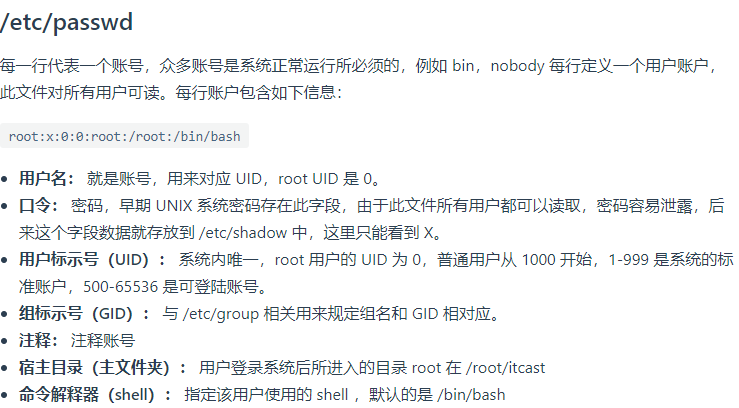 /etc/passwd
每一行代表一个账号，众多账号是系统正常运行所必须的，例如 bin，nobody 每行定义一个用户账户，
此文件对所有用户可读。每行账户包含如下信息：
root:x:0:0:root:/root:/bin/bash
• 用户名： 就是账号，用来对应 UID，root UID 是 0。
• 口令： 密码，早期 UNIX 系统密码存在此字段，由于此文件所有用户都可以读取，密码容易泄露，后
来这个字段数据就存放到 /etc/shadow 中，这里只能看到 X。
• 用户标示号（UID）： 系统内唯一，root 用户的 UID 为 0，普通用户从 1000 开始，1-999 是系统的标
准账户，500-65536 是可登陆账号。
• 组标示号（GID）： 与 /etc/group 相关用来规定组名和 GID 相对应。
• 注释： 注释账号
• 宿主目录（主文件夹）： 用户登录系统后所进入的目录 root 在 /root/itcast
• 命令解释器（shell）： 指定该用户使用的 shell ，默认的是 /bin/bash